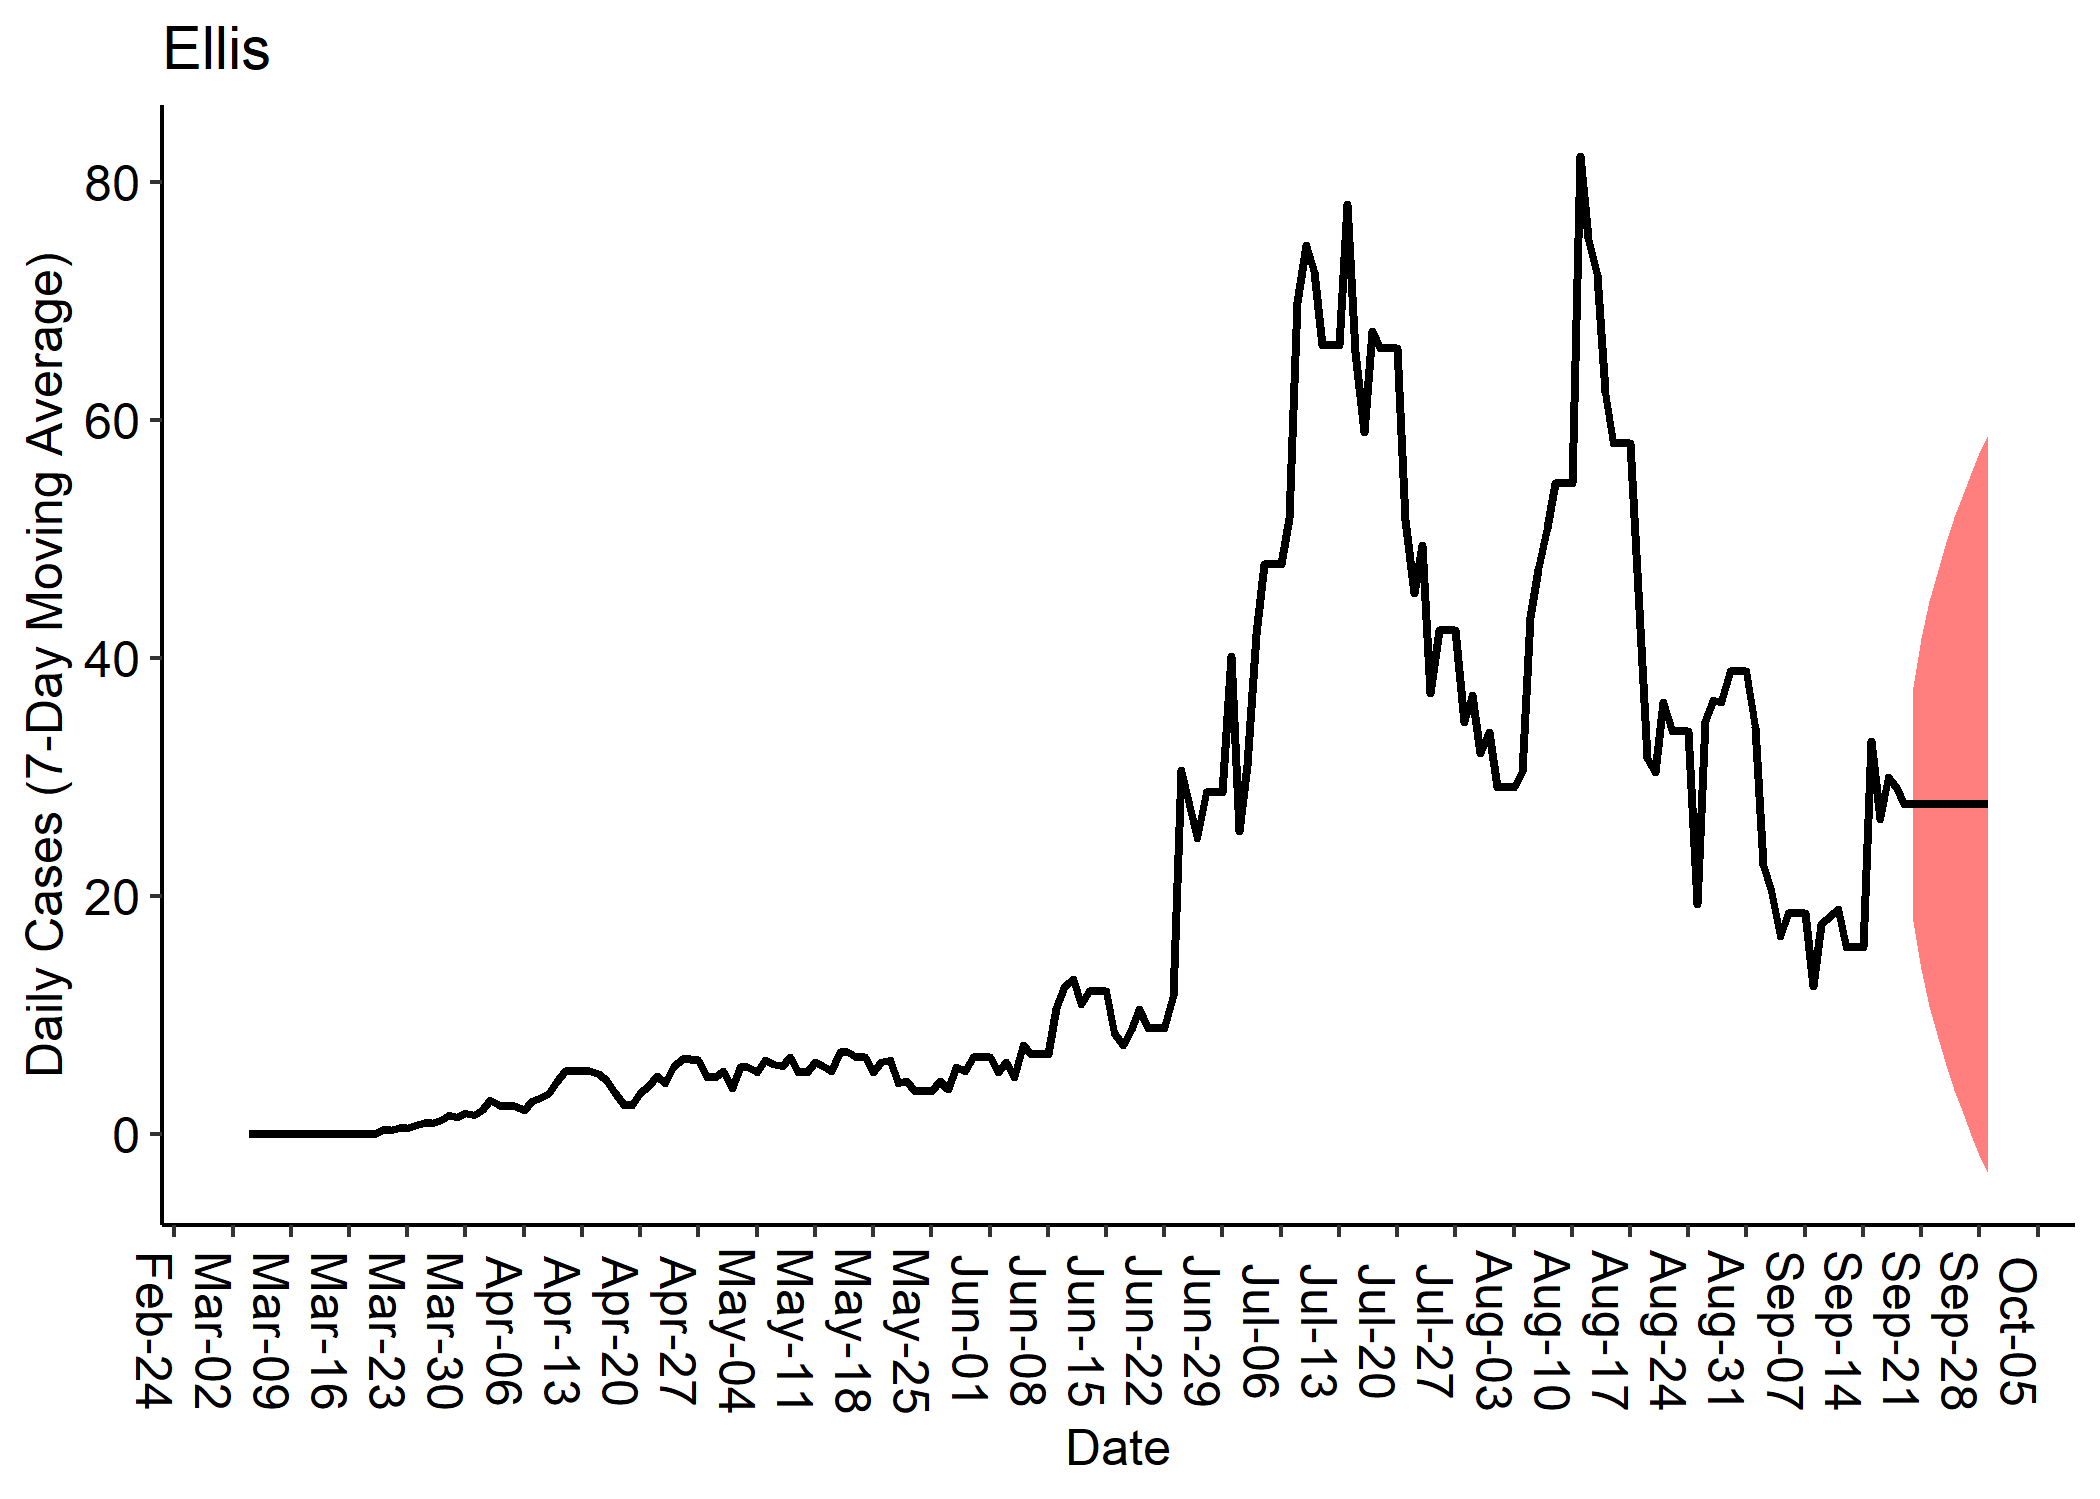 Ellis
Daily Cases (7-Day Moving Average)
80
60
40
20
0
Feb-24
Mar-02
Mar-09
Mar-16
Mar-23
Mar-30
Apr-06
Apr-13
Apr-20
Apr-27
May-04
May-11
May-18
May-25
Jun-01
Jun-08
Jun-15
Jun-22
Jun-29
Jul-06
Jul-13
Jul-20
Jul-27
Aug-03
Aug-10
Aug-17
Aug-24
Aug-31
Sep-07
Sep-14
Sep-21
Sep-28
Oct-05
Date